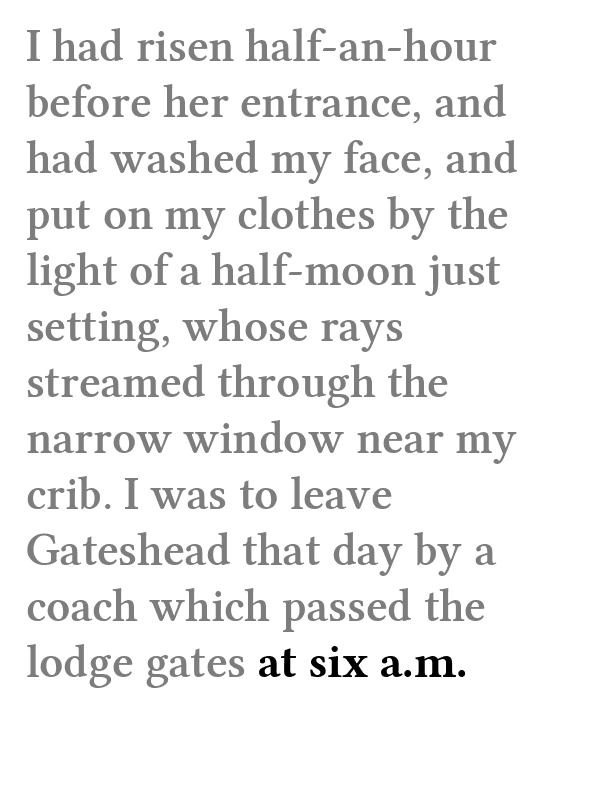 I had risen half-an-hour
before her entrance, and
had washed my face, and
put on my clothes by the
light of a half-moon just
setting, whose rays
streamed through the
narrow window near my
crib. I was to leave
Gateshead that day by a
coach which passed the
lodge gates at six a.m.